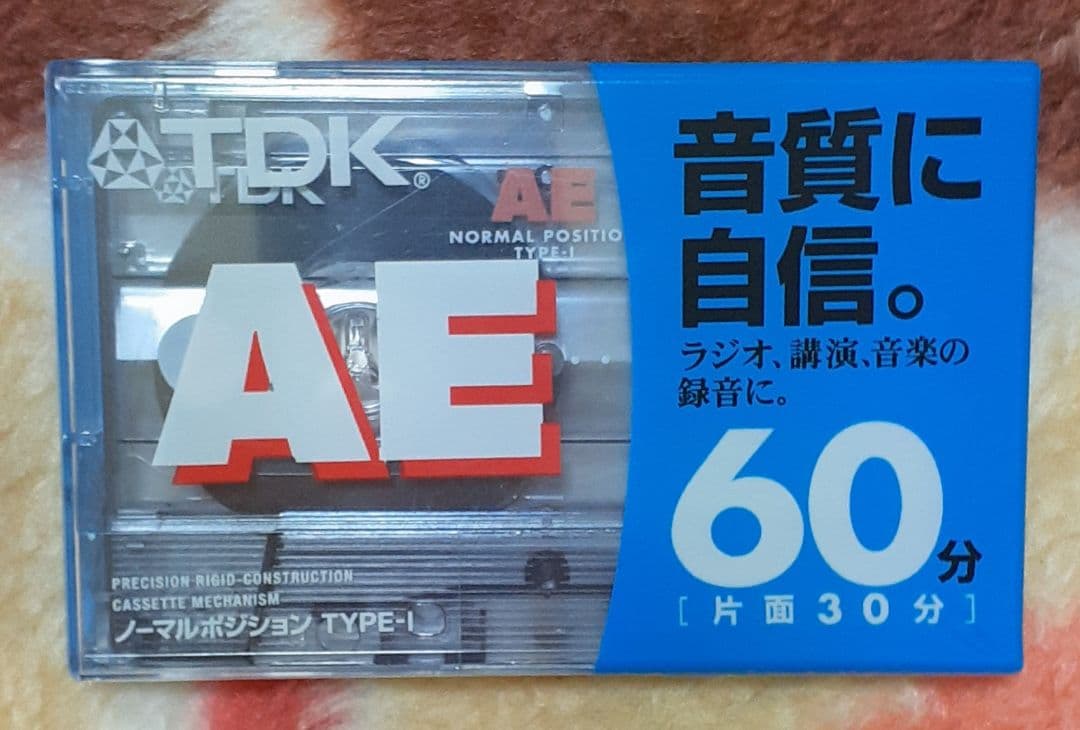 TDK®
TDK
AE
NORMAL POSITIO
TYPE-I
AE
PRECISION RIGID-CONSTRUCTION
CASSETTE MECHANISM
ノーマルポジション TYPE-I
音質に
自信。
ラジオ、講演、音楽の
録音に。
60分
[片面30分]